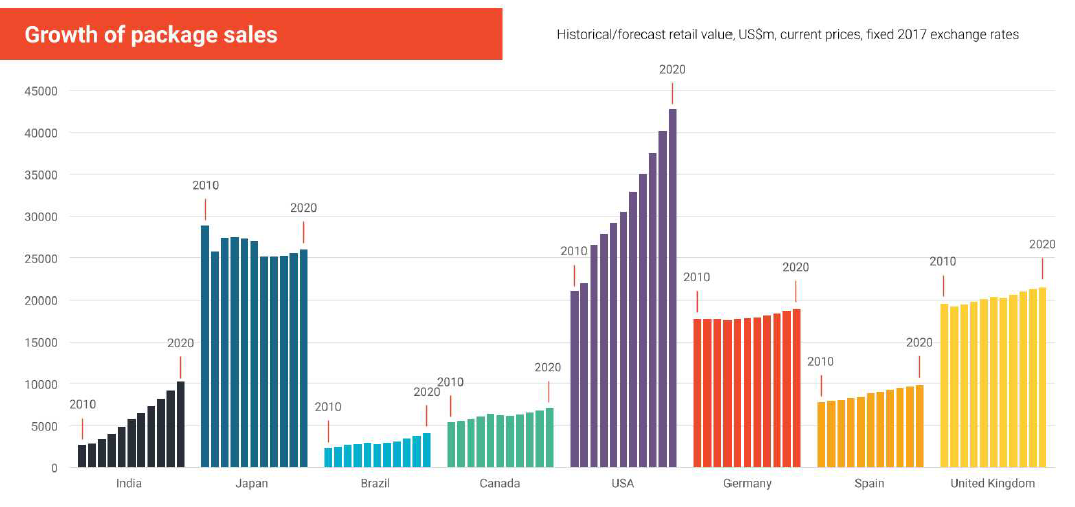 Growth of package sales
Historical/forecast retail value, US$m, current prices, fixed 2017 exchange rates
45000
40000
35000
30000
25000
20000
15000
10000
5000
0
2010
2020
2010
2020
2010
2020
2010
2020
2010
2020
2010
2020
2010
2020
2010
2020
India
Japan
Brazil
Canada
USA
Germany
Spain
United Kingdom